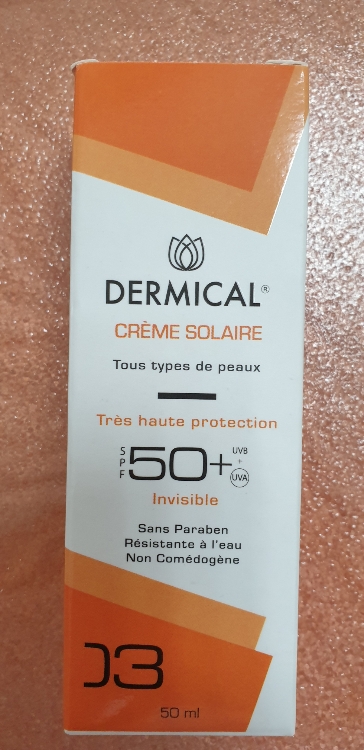 DERMICAL®
CRÈME SOLAIRE
Tous types de peaux
Très haute protection
SPF 50+ UVB + UVA
Invisible
Sans Paraben
Résistante à l'eau
Non Comédogène
03
50 ml